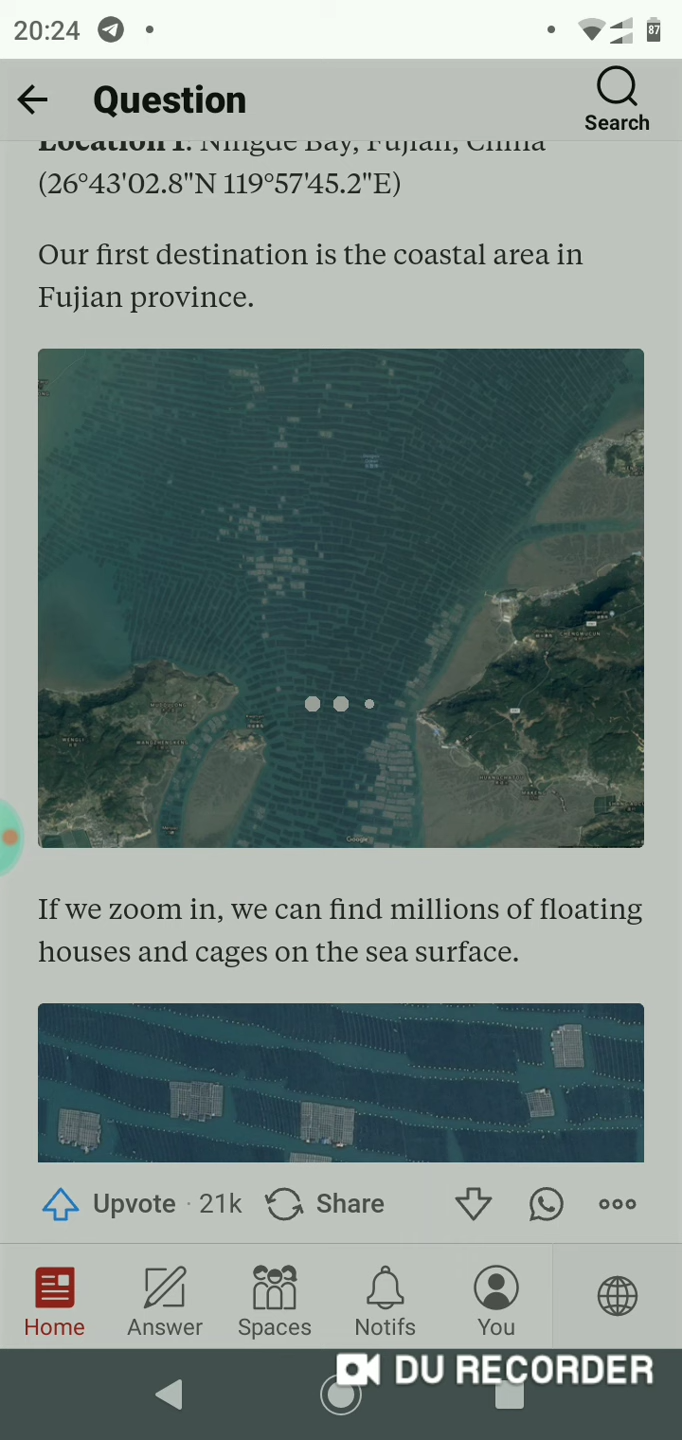 20:24
87
Question
Search
Location 1: Ningde Bay, Fujian, China
(26°43'02.8"N 119°57'45.2"E)
Our first destination is the coastal area in
Fujian province.
Google
If we zoom in, we can find millions of floating
houses and cages on the sea surface.
Upvote · 21k
Share
Home
Answer
Spaces
Notifs
You
DU RECORDER